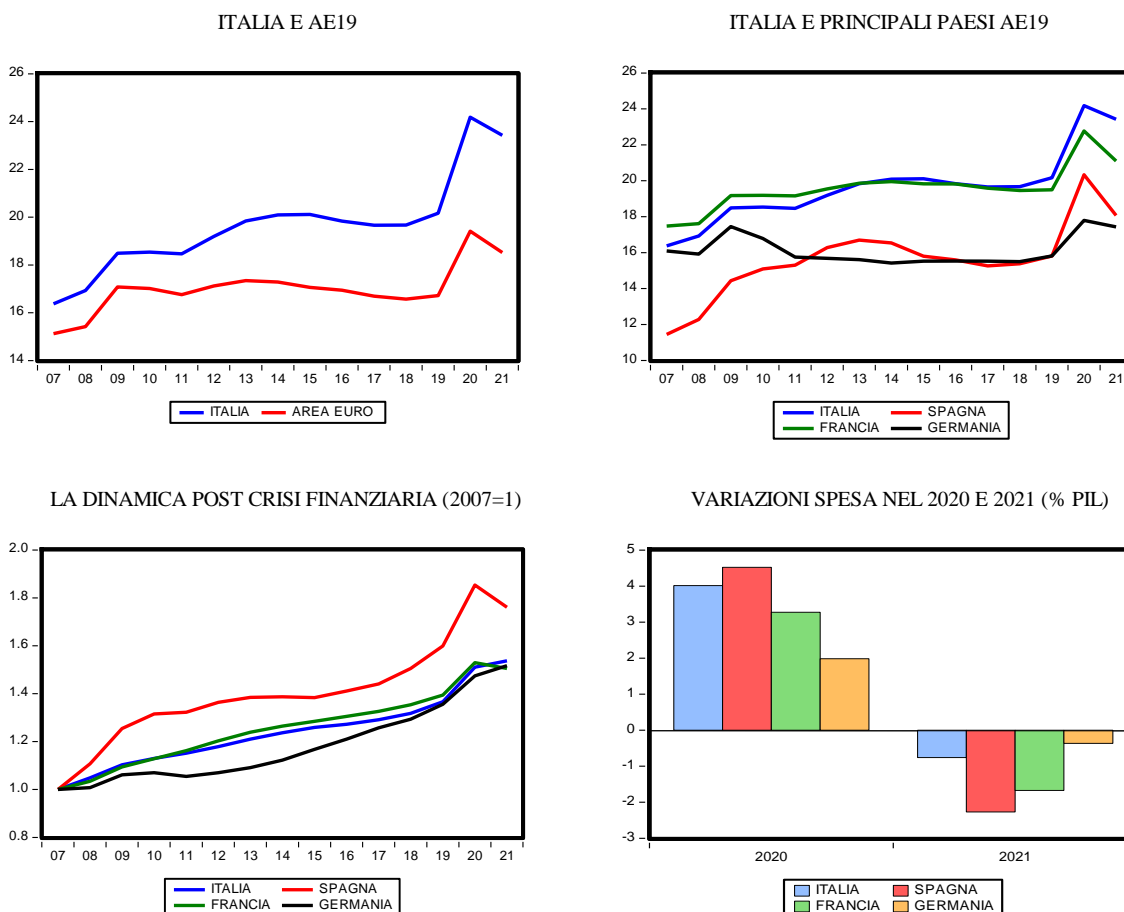 ITALIA E AE19
26
24
22
20
18
16
14
07 08 09 10 11 12 13 14 15 16 17 18 19 20 21
ITALIA AREA EURO
ITALIA E PRINCIPALI PAESI AE19
26
24
22
20
18
16
14
12
10
07 08 09 10 11 12 13 14 15 16 17 18 19 20 21
ITALIA SPAGNA
FRANCIA GERMANIA
LA DINAMICA POST CRISI FINANZIARIA (2007=1)
2.0
1.8
1.6
1.4
1.2
1.0
0.8
07 08 09 10 11 12 13 14 15 16 17 18 19 20 21
ITALIA SPAGNA
FRANCIA GERMANIA
VARIAZIONI SPESA NEL 2020 E 2021 (% PIL)
5
4
3
2
1
0
-1
-2
-3
2020 2021
ITALIA SPAGNA
FRANCIA GERMANIA